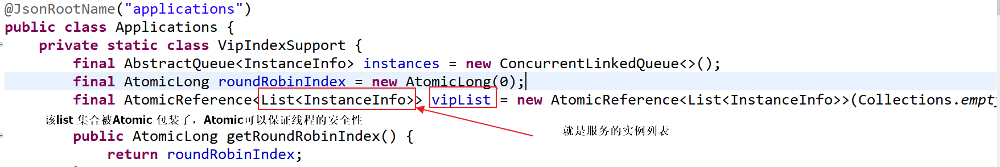 @JsonRootName("applications")
public class Applications {
private static class VipIndexSupport {
final AbstractQueue<InstanceInfo> instances = new ConcurrentLinkedQueue<>();
final AtomicLong roundRobinIndex = new AtomicLong(0);
final AtomicReference<List<InstanceInfo>> vipList = new AtomicReference<List<InstanceInfo>>(Collections.empty
该list 集合被Atomic 包装了，Atomic可以保证线程的安全性
就是服务的实例列表
public AtomicLong getRoundRobinIndex() {
return roundRobinIndex;